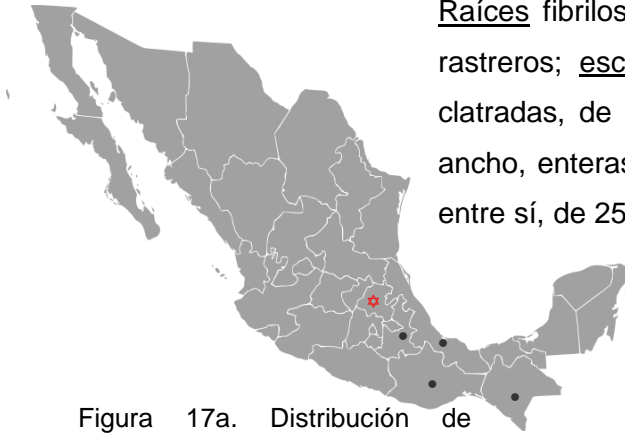 Raíces fibrilos
rastreros; esc
clatradas, de
ancho, enteras
entre sí, de 25
Figura 17a. Distribución de